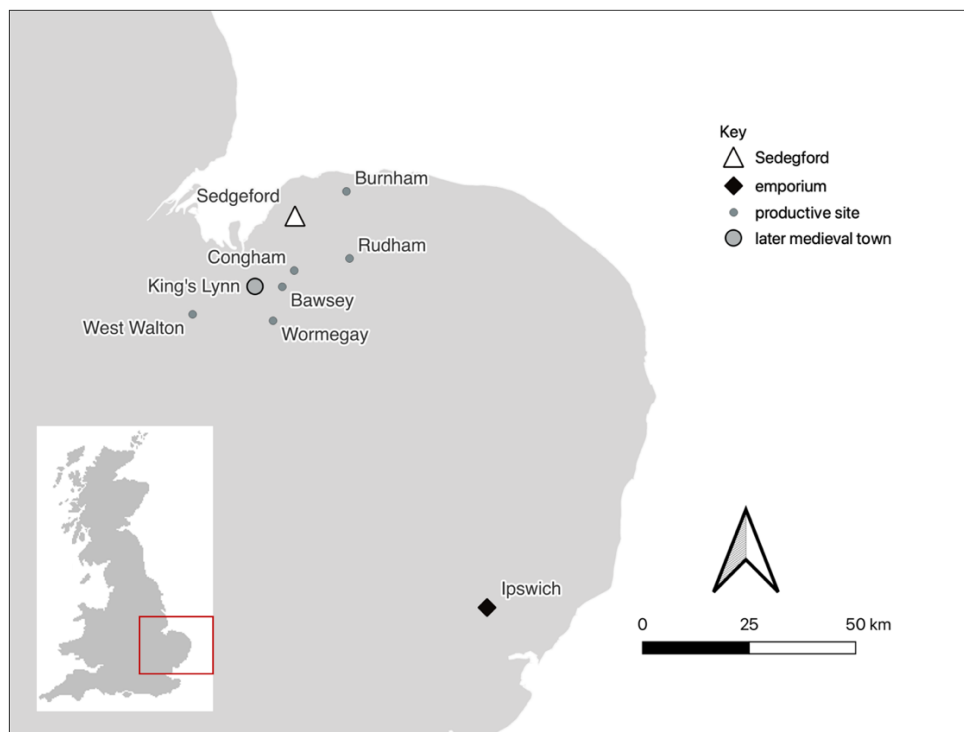 Key
Sedegford
emporium
productive site
later medieval town
Burnham
Sedgeford
Rudham
Congham
King's Lynn
Bawsey
West Walton
Wormegay
Ipswich
0 25 50 km